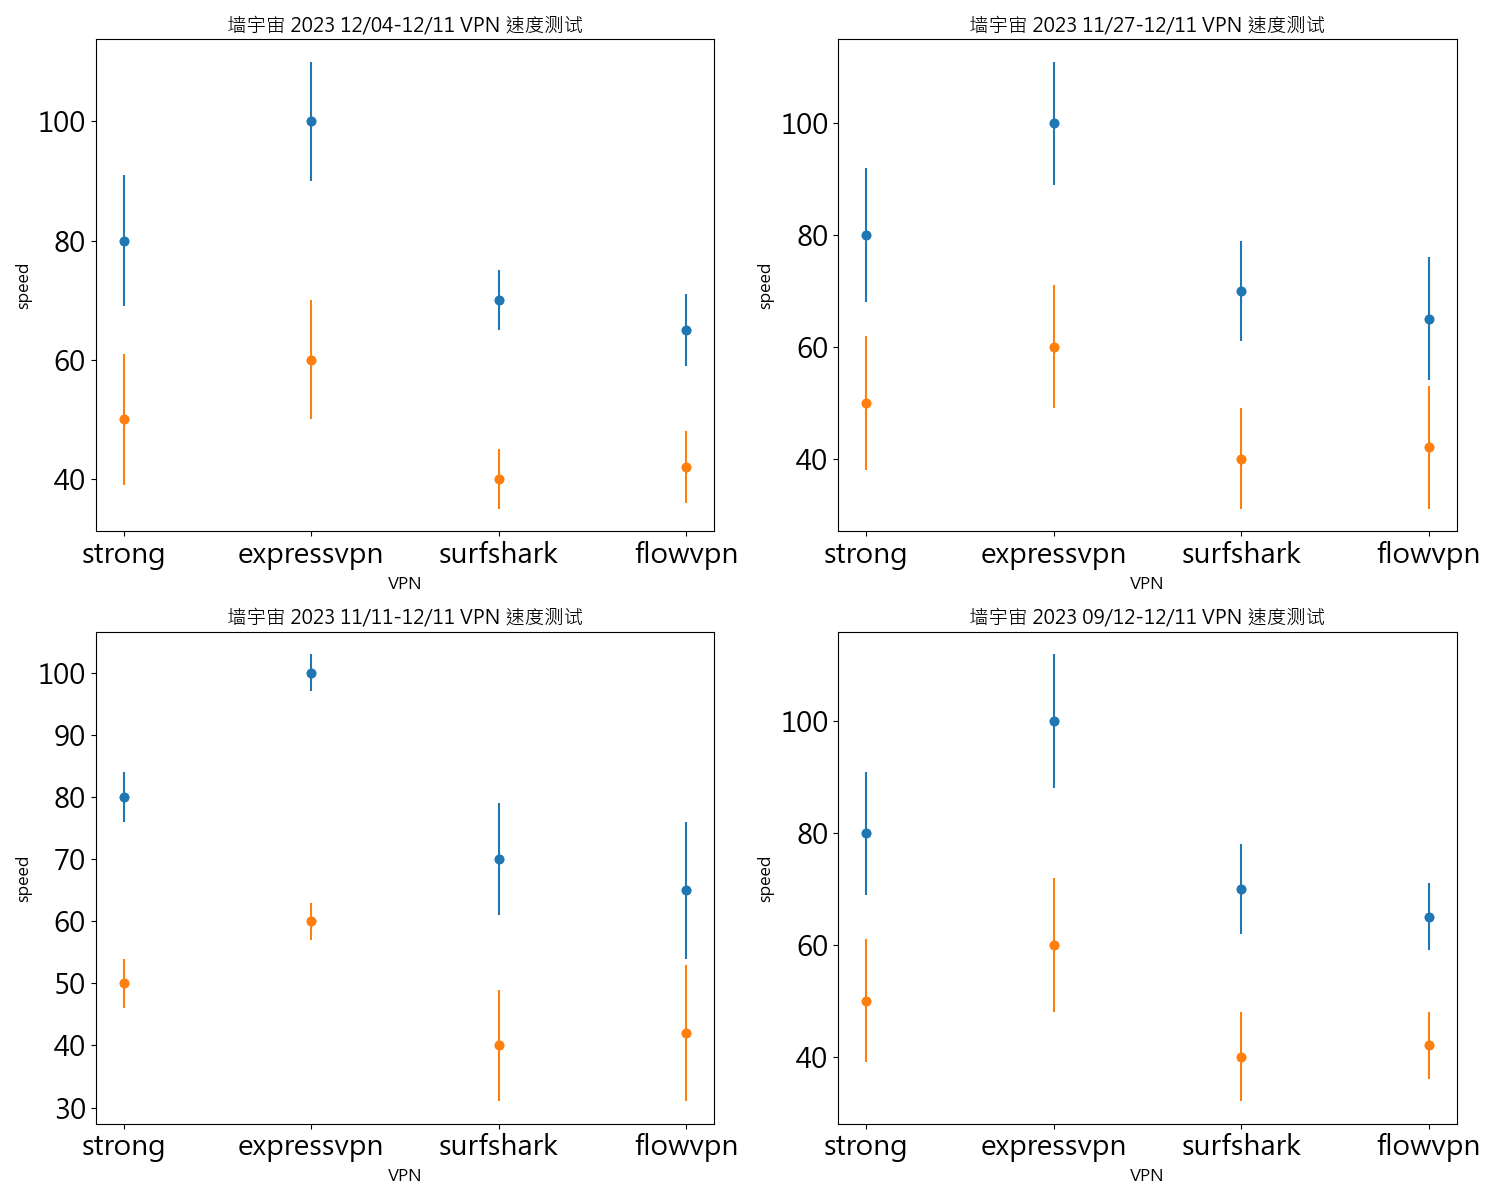 墙宇宙 2023 12/04-12/11 VPN 速度测试
100
80
60
40
speed
strong expressvpn surfshark flowvpn
VPN
墙宇宙 2023 11/27-12/11 VPN 速度测试
100
80
60
40
speed
strong expressvpn surfshark flowvpn
VPN
墙宇宙 2023 11/11-12/11 VPN 速度测试
100
90
80
70
60
50
40
30
speed
strong expressvpn surfshark flowvpn
VPN
墙宇宙 2023 09/12-12/11 VPN 速度测试
100
80
60
40
speed
strong expressvpn surfshark flowvpn
VPN